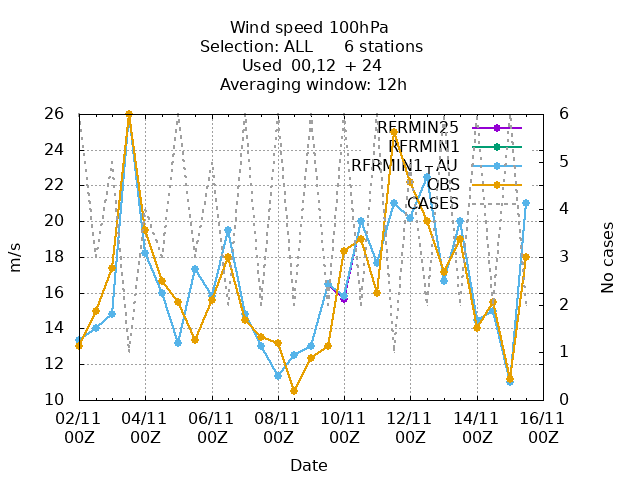 Wind speed 100hPa
Selection: ALL 6 stations
Used 00,12 + 24
Averaging window: 12h
26 6
RFRMIN25
24
RFRMIN1
5
RFRMIN1-AU
22
OBS
CASES
20 4
18 3
16
2
14
12 1
10 0
m/s
No cases
02/11 04/11 06/11 08/11 10/11 12/11 14/11 16/11
00Z 00Z 00Z 00Z 00Z 00Z 00Z 00Z
Date